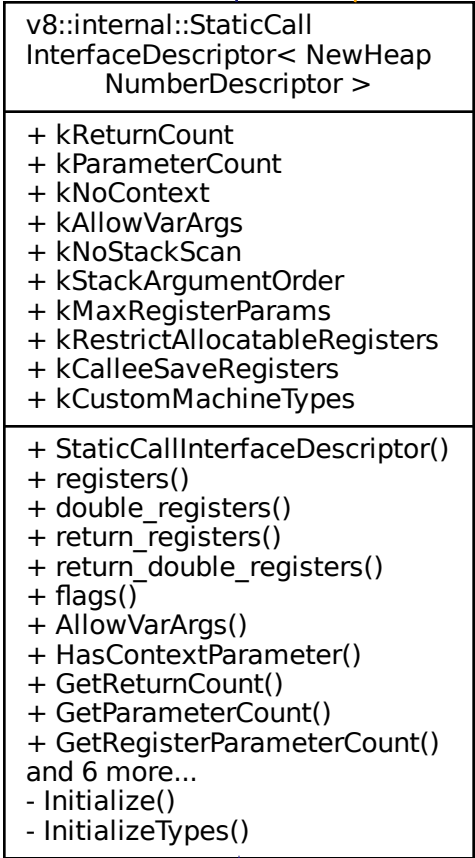 v8::internal::StaticCall
InterfaceDescriptor< NewHeap
NumberDescriptor >
+ kReturnCount
+ kParameterCount
+ kNoContext
+ kAllowVarArgs
+ kNoStackScan
+ kStackArgumentOrder
+ kMaxRegisterParams
+ kRestrictAllocatableRegisters
+ kCalleeSaveRegisters
+ kCustomMachineTypes
+ StaticCallInterfaceDescriptor()
+ registers()
+ double_registers()
+ return_registers()
+ return_double_registers()
+ flags()
+ AllowVarArgs()
+ HasContextParameter()
+ GetReturnCount()
+ GetParameterCount()
+ GetRegisterParameterCount()
and 6 more...
- Initialize()
- InitializeTypes()